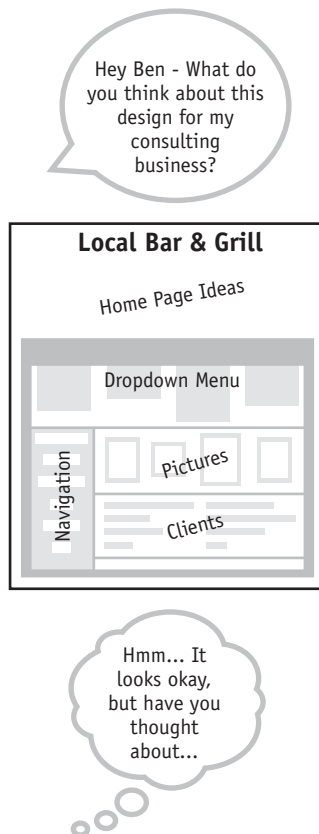 Hey Ben - What do
you think about this
design for my
consulting
business?
Local Bar & Grill
Home Page Ideas
Dropdown Menu
Navigation
Pictures
Clients
Hmm... It
looks okay,
but have you
thought
about...